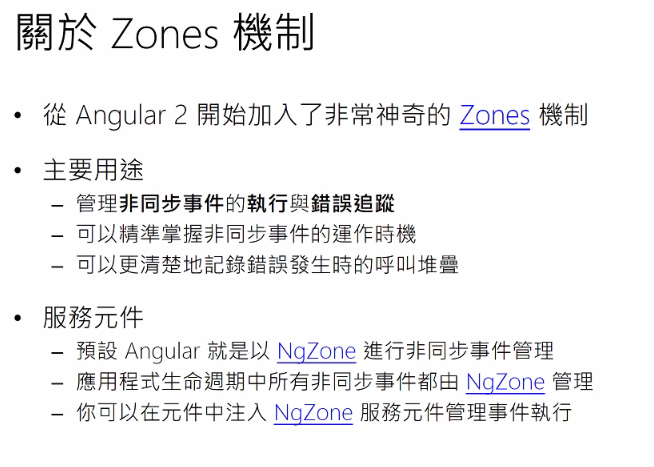 關於 Zones 機制
• 從 Angular 2 開始加入了非常神奇的 Zones 機制
• 主要用途
– 管理非同步事件的執行與錯誤追蹤
– 可以精準掌握非同步事件的運作時機
– 可以更清楚地記錄錯誤發生時的呼叫堆疊
• 服務元件
– 預設 Angular 就是以 NgZone 進行非同步事件管理
– 應用程式生命週期中所有非同步事件都由 NgZone 管理
– 你可以在元件中注入 NgZone 服務元件管理事件執行